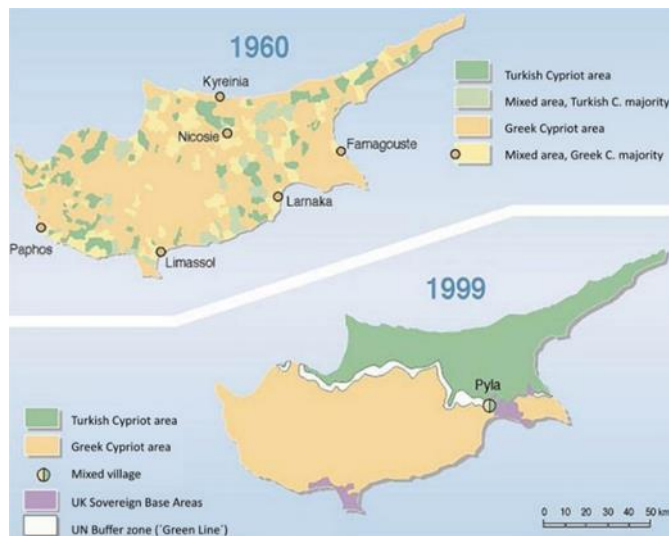 1960
Kyreinia
Nicosie
Famagouste
Larnaka
Paphos
Limassol
Turkish Cypriot area
Mixed area, Turkish C. majority
Greek Cypriot area
Mixed area, Greek C. majority
1999
Pyla
Turkish Cypriot area
Greek Cypriot area
Mixed village
UK Sovereign Base Areas
UN Buffer zone (´Green Line´)
0 10 20 30 40 50 km